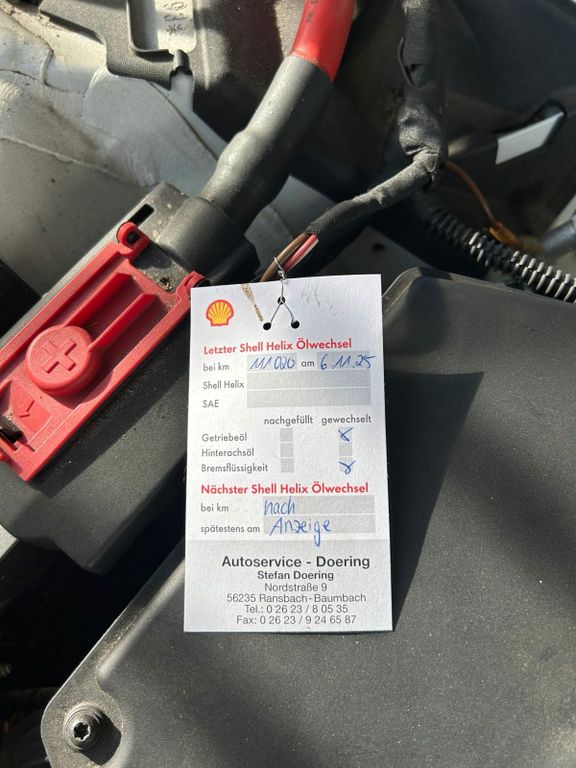 Letzter Shell Helix Ölwechsel
bei km 111020 am 6.11.25
Shell Helix
SAE
nachgefüllt gewechselt
Getriebeöl x
Hinterachsöl
Bremsflüssigkeit x
Nächster Shell Helix Ölwechsel
bei km nach
spätestens am Anzeige
Autoservice - Doering
Stefan Doering
Nordstraße 9
56235 Ransbach-Baumbach
Tel.: 0 26 23 / 8 05 35
Fax: 0 26 23 / 9 24 65 87